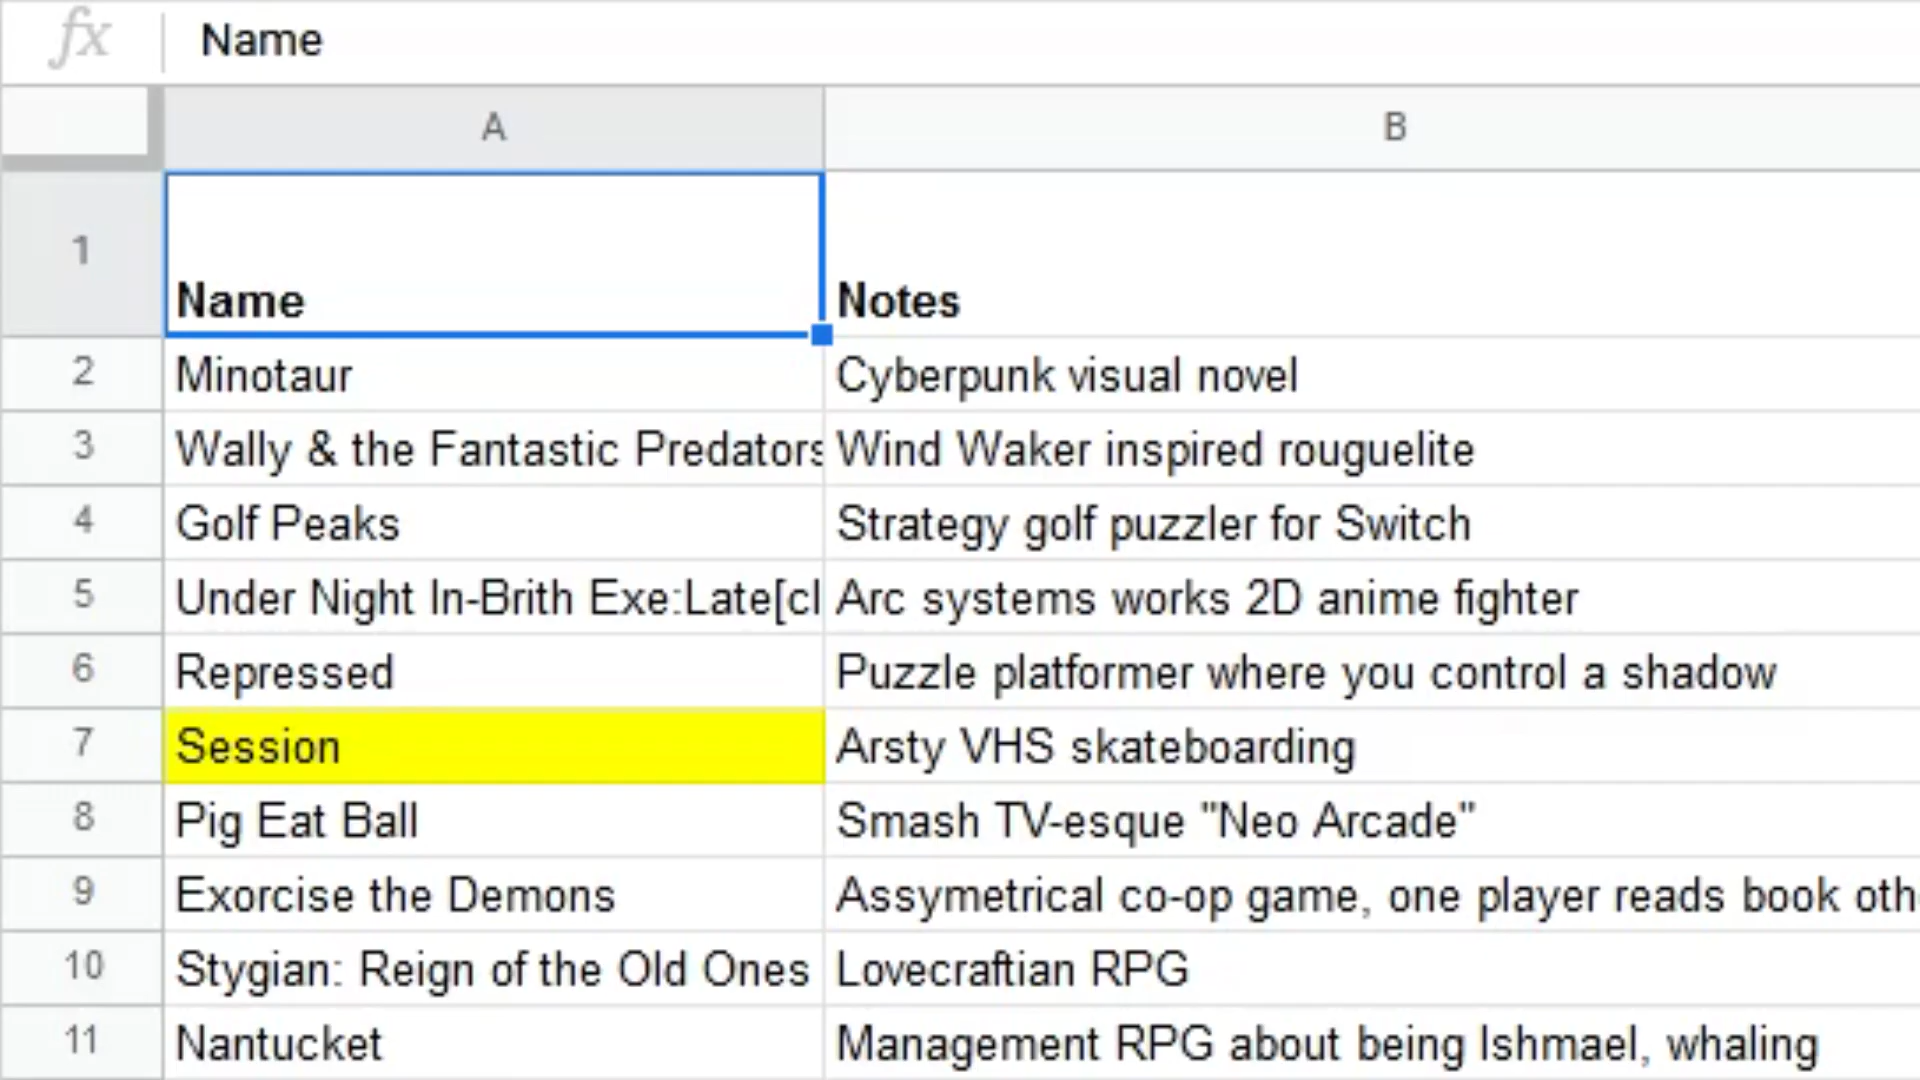 fx Name
A B
1 Name Notes
2 Minotaur Cyberpunk visual novel
3 Wally & the Fantastic Predators Wind Waker inspired rouguelite
4 Golf Peaks Strategy golf puzzler for Switch
5 Under Night In-Brith Exe:Late[cl Arc systems works 2D anime fighter
6 Repressed Puzzle platformer where you control a shadow
7 Session Arsty VHS skateboarding
8 Pig Eat Ball Smash TV-esque "Neo Arcade"
9 Exorcise the Demons Assymetrical co-op game, one player reads book oth
10 Stygian: Reign of the Old Ones Lovecraftian RPG
11 Nantucket Management RPG about being Ishmael, whaling